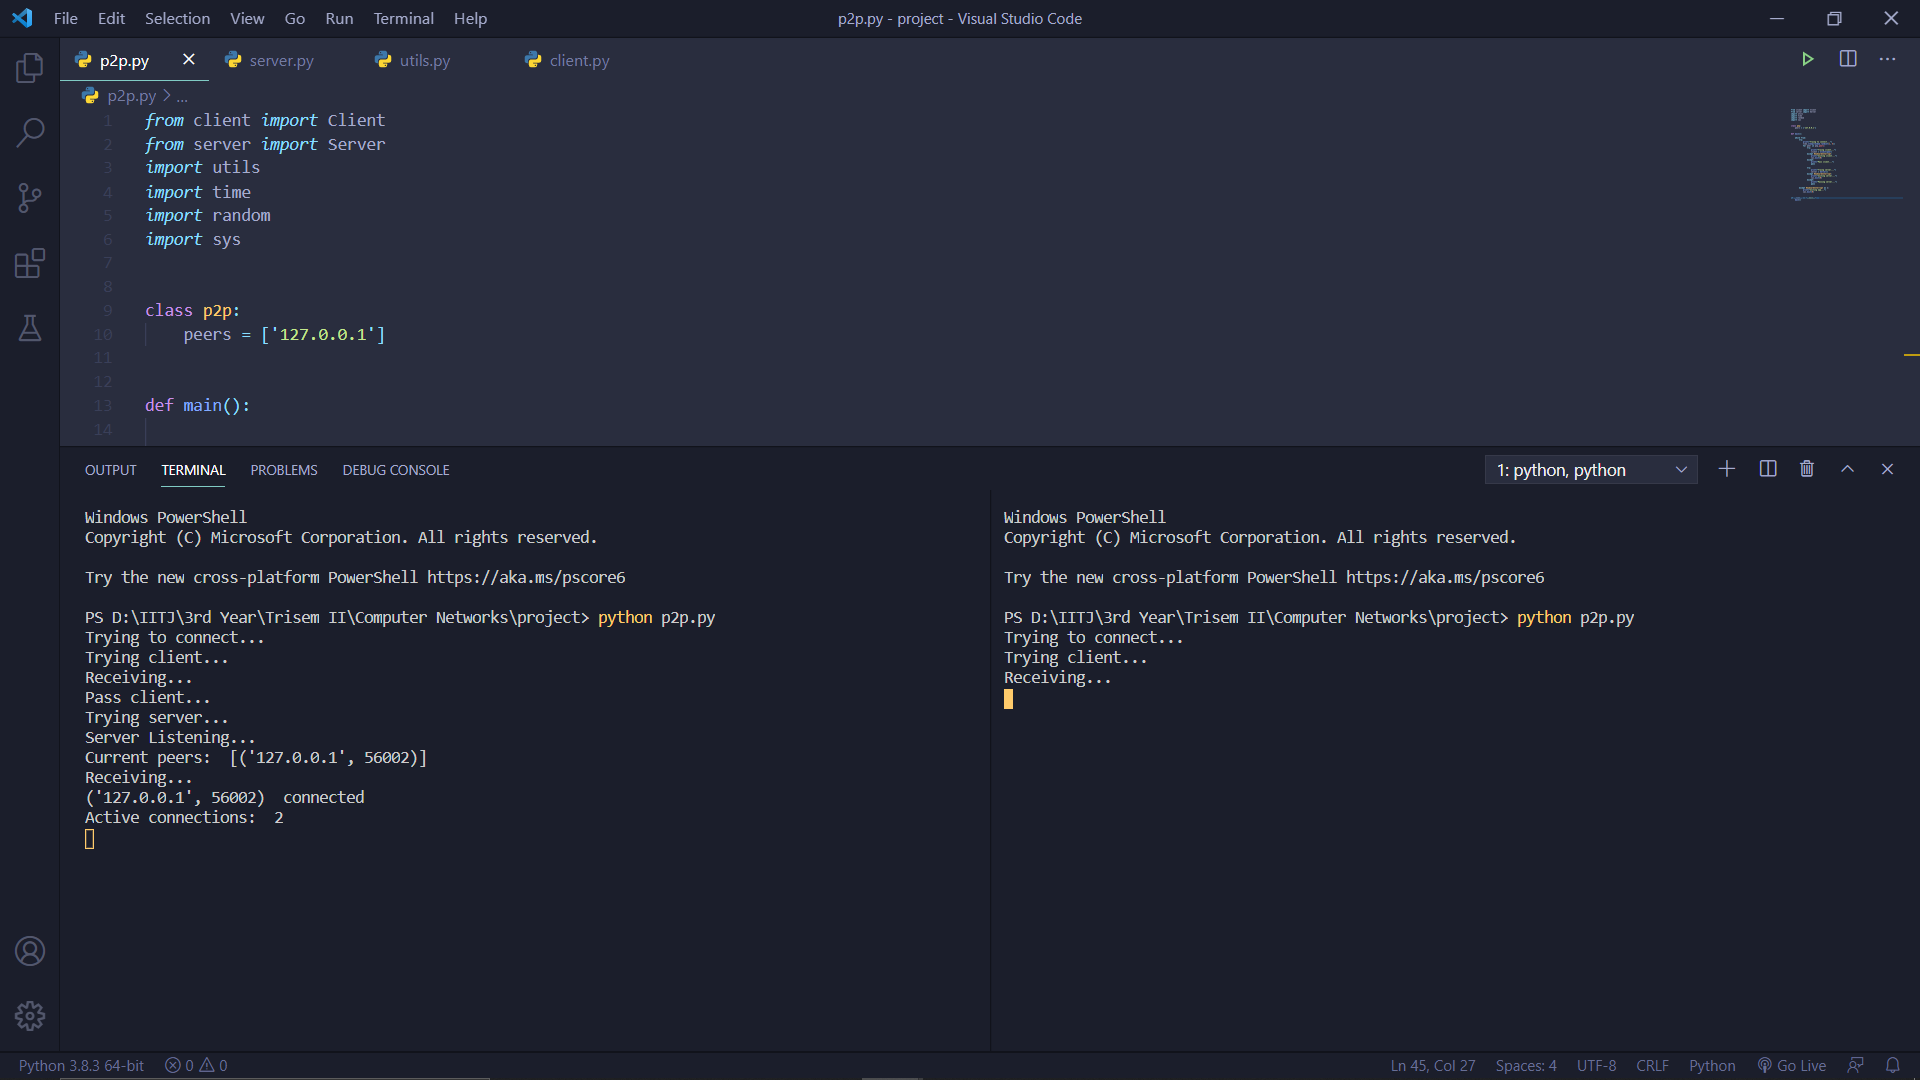 File Edit Selection View Go Run Terminal Help
p2p.py - project - Visual Studio Code
p2p.py server.py utils.py client.py
p2p.py > ...
1 from client import Client
2 from server import Server
3 import utils
4 import time
5 import random
6 import sys
7
8
9 class p2p:
10 peers = ['127.0.0.1']
11
12
13 def main():
14
OUTPUT TERMINAL PROBLEMS DEBUG CONSOLE
1: python, python
Windows PowerShell
Copyright (C) Microsoft Corporation. All rights reserved.
Try the new cross-platform PowerShell https://aka.ms/pscore6
PS D:\IITJ\3rd Year\Trisem II\Computer Networks\project> python p2p.py
Trying to connect...
Trying client...
Receiving...
Pass client...
Trying server...
Server Listening...
Current peers:  [('127.0.0.1', 56002)]
Receiving...
('127.0.0.1', 56002)  connected
Active connections:  2
Windows PowerShell
Copyright (C) Microsoft Corporation. All rights reserved.
Try the new cross-platform PowerShell https://aka.ms/pscore6
PS D:\IITJ\3rd Year\Trisem II\Computer Networks\project> python p2p.py
Trying to connect...
Trying client...
Receiving...
Python 3.8.3 64-bit 0 0
Ln 45, Col 27 Spaces: 4 UTF-8 CRLF Python Go Live